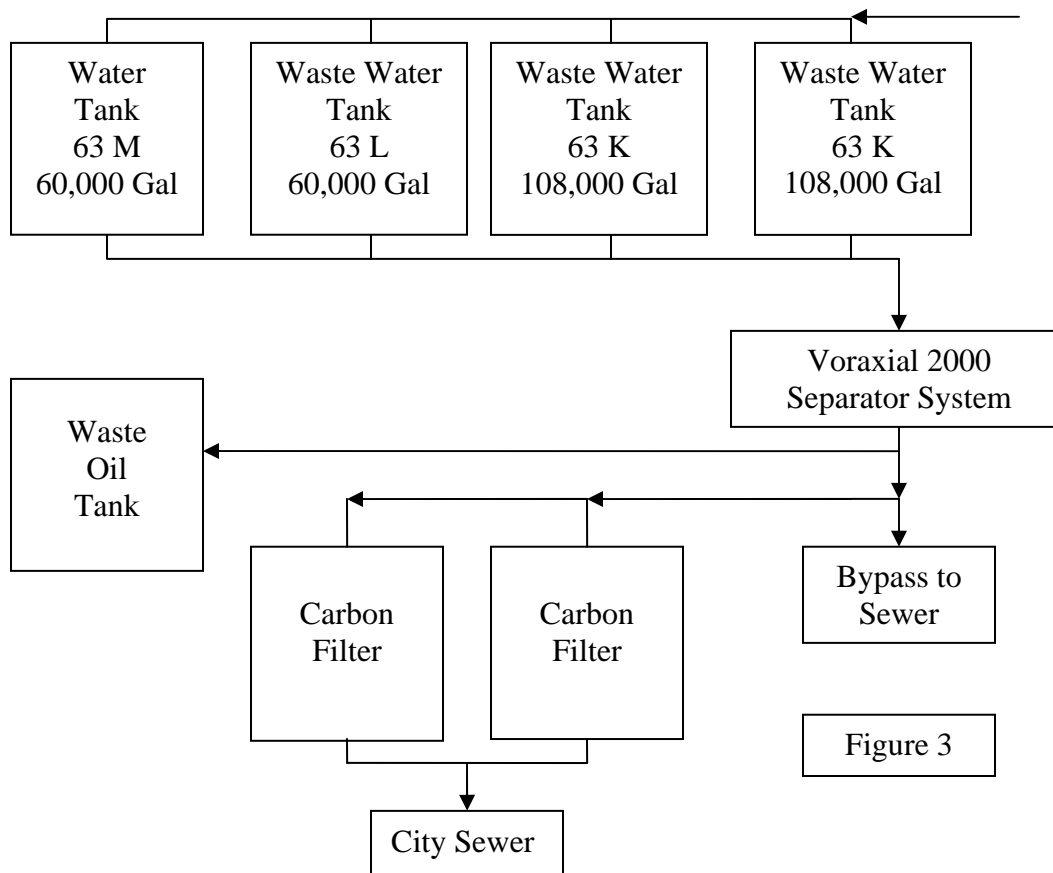 Water
Tank
63 M
60,000 Gal
Waste Water
Tank
63 L
60,000 Gal
Waste Water
Tank
63 K
108,000 Gal
Waste Water
Tank
63 K
108,000 Gal
Voraxial 2000
Separator System
Waste
Oil
Tank
Carbon
Filter
Carbon
Filter
Bypass to
Sewer
Figure 3
City Sewer